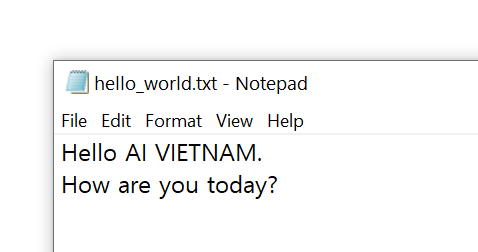 hello_world.txt - Notepad
File Edit Format View Help
Hello AI VIETNAM.
How are you today?